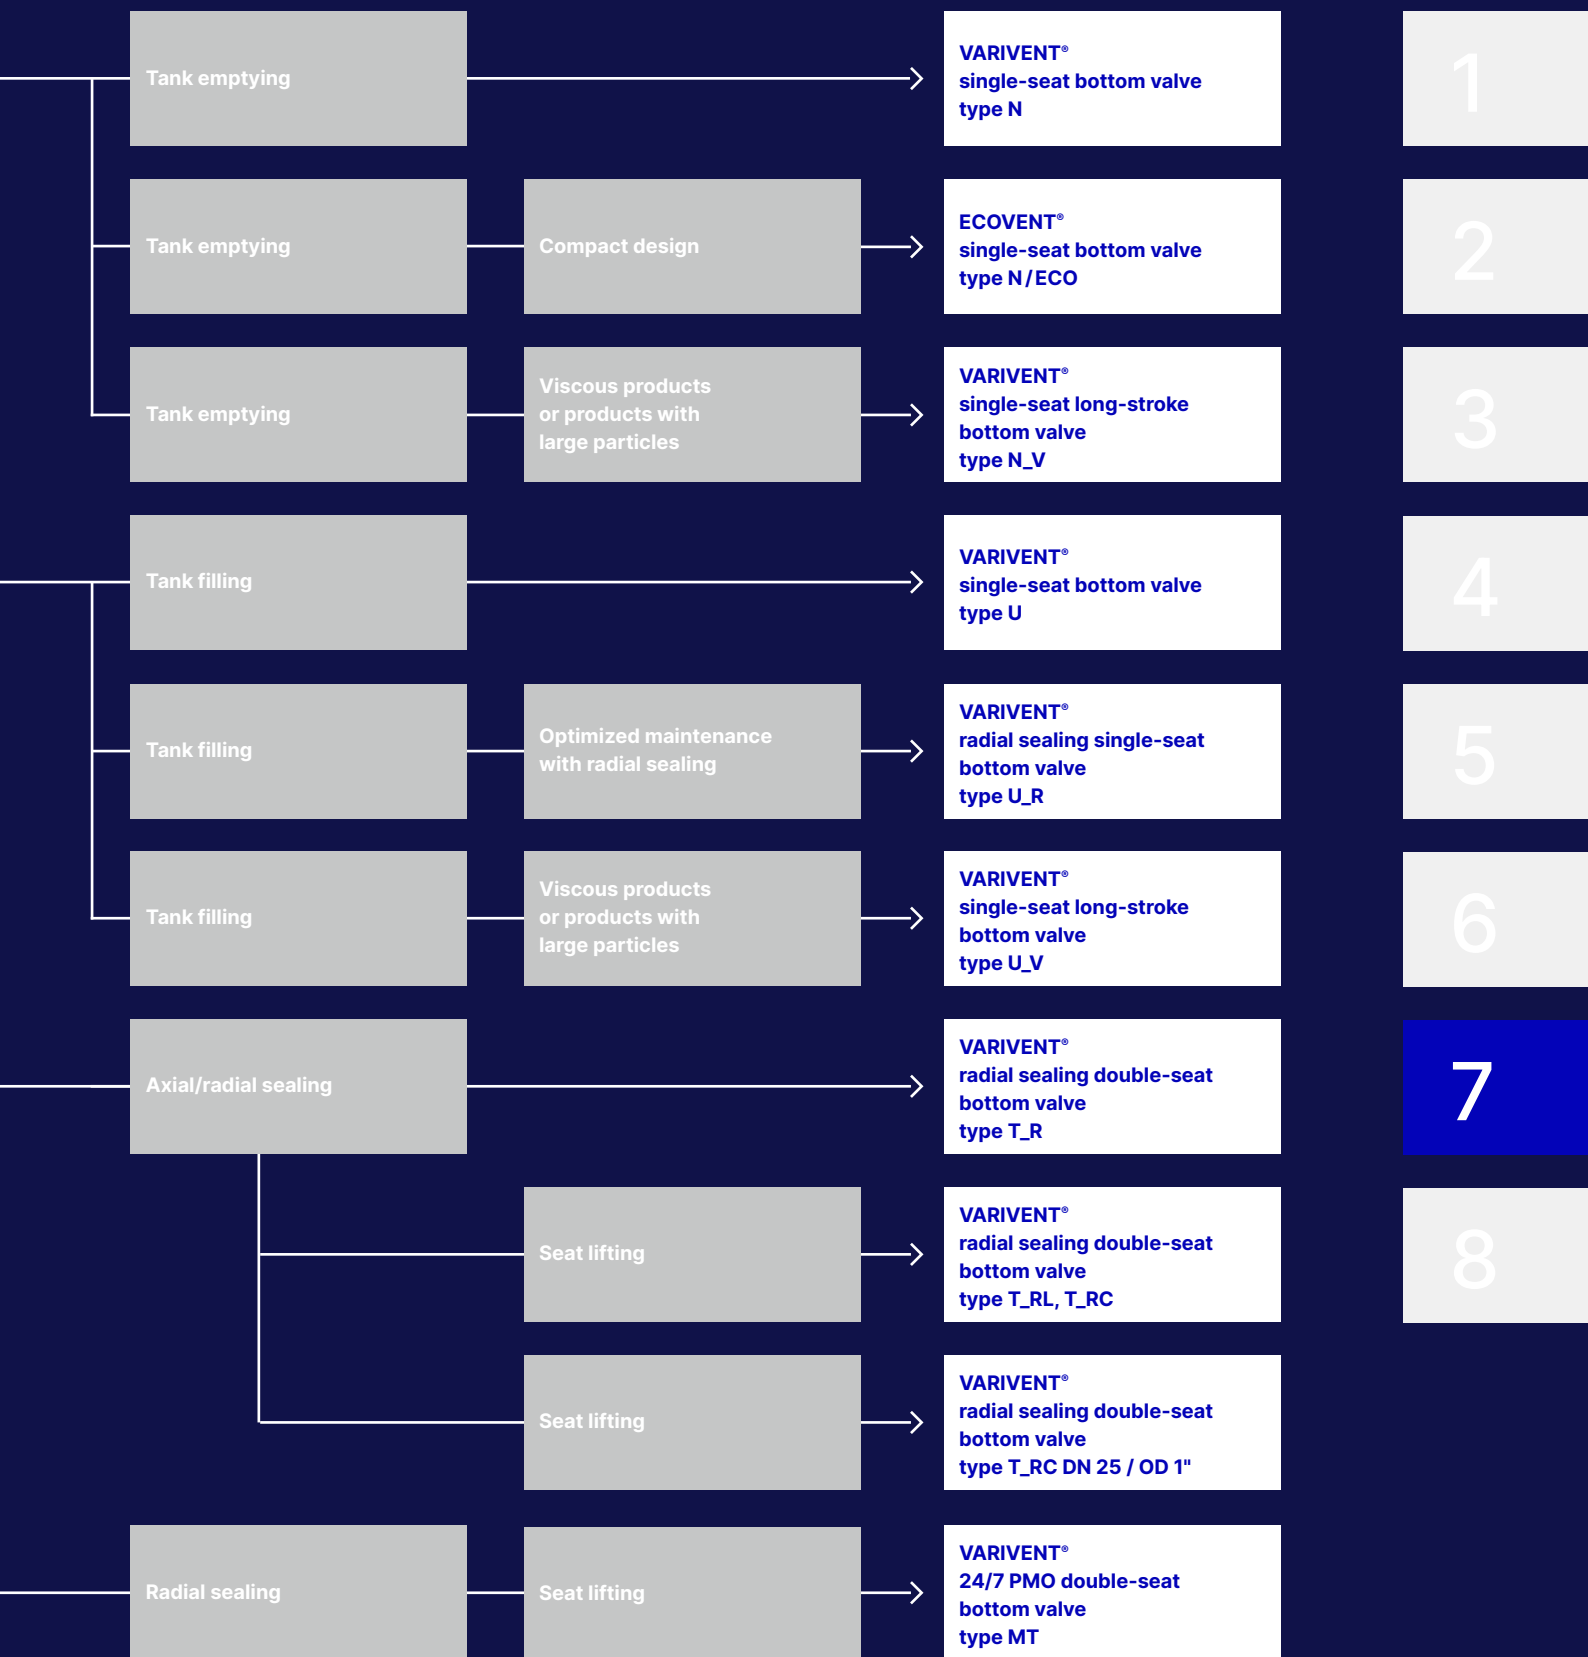 Tank emptying
VARIVENT®
single-seat bottom valve
type N
1
Tank emptying
Compact design
ECOVENT®
single-seat bottom valve
type N/ECO
2
Tank emptying
Viscous products
or products with
large particles
VARIVENT®
single-seat long-stroke
bottom valve
type N_V
3
Tank filling
VARIVENT®
single-seat bottom valve
type U
4
Tank filling
Optimized maintenance
with radial sealing
VARIVENT®
radial sealing single-seat
bottom valve
type U_R
5
Tank filling
Viscous products
or products with
large particles
VARIVENT®
single-seat long-stroke
bottom valve
type U_V
6
Axial/radial sealing
VARIVENT®
radial sealing double-seat
bottom valve
type T_R
7
Seat lifting
VARIVENT®
radial sealing double-seat
bottom valve
type T_RL, T_RC
8
Seat lifting
VARIVENT®
radial sealing double-seat
bottom valve
type T_RC DN 25 / OD 1"
Radial sealing
Seat lifting
VARIVENT®
24/7 PMO double-seat
bottom valve
type MT